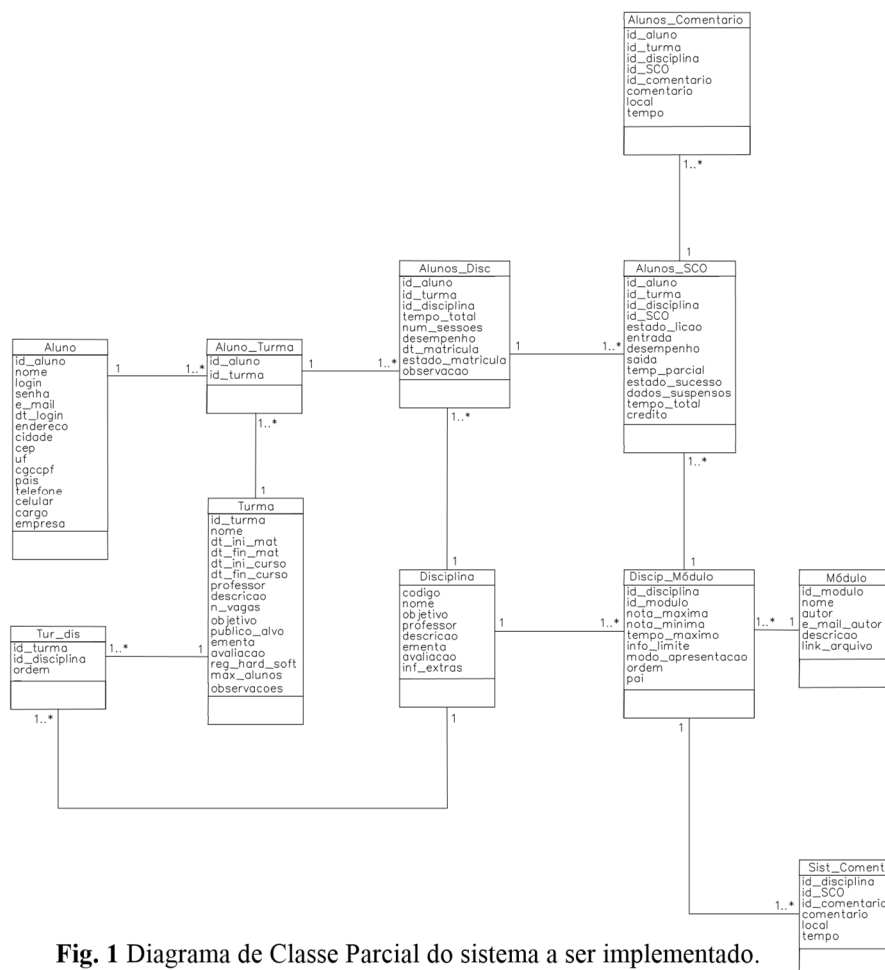 Alunos_Comentario
id_aluno
id_turma
id_disciplina
id_SCO
id_comentario
comentario
local
tempo
1..*
1
Alunos_Disc
id_aluno
id_turma
id_disciplina
tempo_total
num_sessoes
desempenho
dt_matricula
estado_matricula
observacao
1
1..*
1..*
1..*
Alunos_SCO
id_aluno
id_turma
id_disciplina
id_SCO
estado_licao
entrada
desempenho
saida
temp_parcial
estado_sucesso
dados_suspensos
tempo_total
credito
1..*
Aluno
id_aluno
nome
login
senha
e_mail
dt_login
endereco
cidade
cep
uf
cgccpf
pais
telefone
celular
cargo
empresa
1
1..*
Aluno_Turma
id_aluno
id_turma
1
1..*
1
Turma
id_turma
nome
dt_ini_mat
dt_fin_mat
dt_ini_curso
dt_fin_curso
professor
descricao
n_vagas
objetivo
publico_alvo
ementa
avaliacao
reg_hard_soft
max_alunos
observacoes
1
Disciplina
codigo
nome
objetivo
professor
descricao
ementa
avaliacao
inf_extras
1
1..*
1
1
Discip_Módulo
id_disciplina
id_modulo
nota_maxima
nota_minima
tempo_maximo
info_limite
modo_apresentacao
ordem
pai
1..*
1
1
Módulo
id_modulo
nome
autor
e_mail_autor
descricao
link_arquivo
Tur_dis
id_turma
id_disciplina
ordem
1..*
1
1..*
Sist_Coment
id_disciplina
id_SCO
id_comentario
comentario
local
tempo
1..*
Fig. 1 Diagrama de Classe Parcial do sistema a ser implementado.